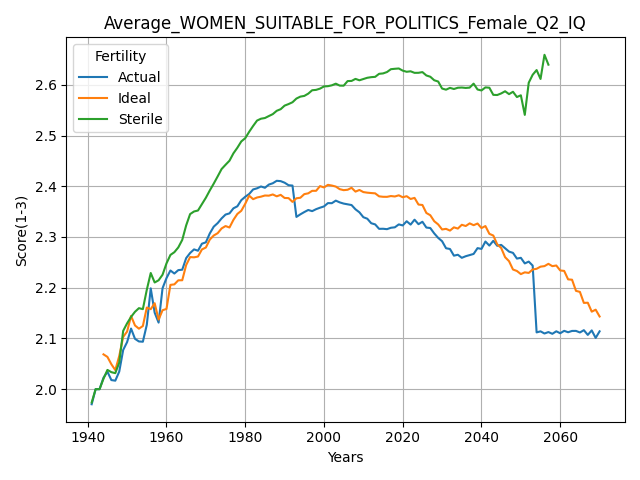 Average_WOMEN_SUITABLE_FOR_POLITICS_Female_Q2_IQ
Fertility
Actual
Ideal
Sterile
Score(1-3)
2.6
2.5
2.4
2.3
2.2
2.1
2.0
1940 1960 1980 2000 2020 2040 2060
Years